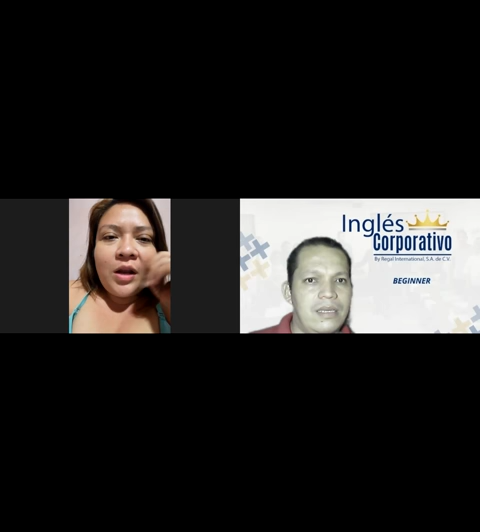 Inglés
Corporativo
By Regal International, S.A. de C.V.
BEGINNER